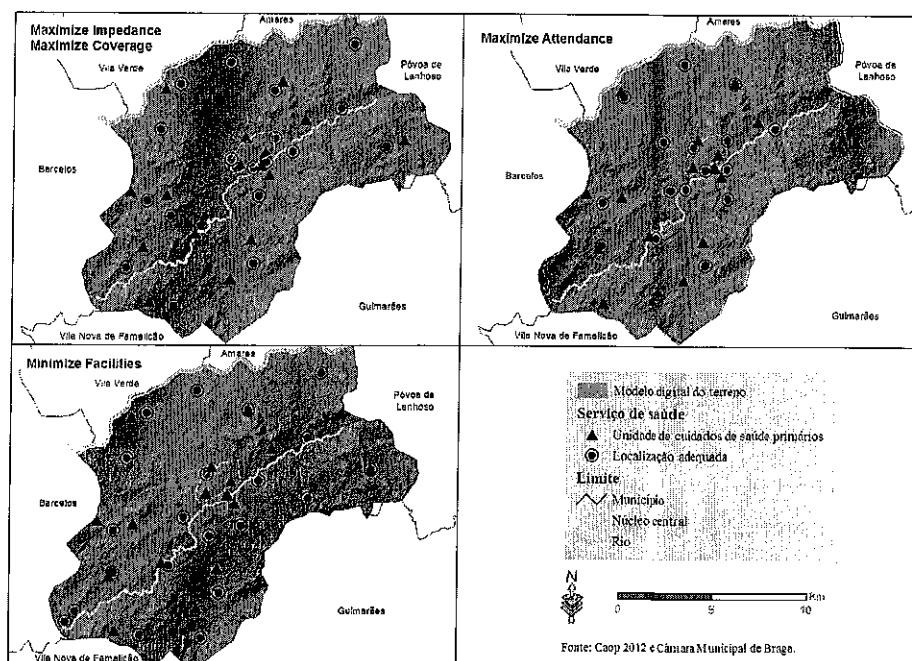 Maximize Impedance
Maximize Coverage
Amares
Vila Verde
Póvoa de
Lanhoso
Barcelos
Guimarães
Vila Nova de Famalicão
Maximize Attendance
Amares
Vila Verde
Póvoa de
Lanhoso
Barcelos
Guimarães
Vila Nova de Famalicão
Minimize Facilities
Amares
Vila Verde
Póvoa de
Lanhoso
Barcelos
Guimarães
Vila Nova de Famalicão
Modelo digital do terreno
Serviço de saúde
Unidade de cuidados de saúde primários
Localização adequada
Limite
Município
Núcleo central
Rio
N
Km
0 5 10
Fonte: Caop 2012 e Câmara Municipal de Braga.